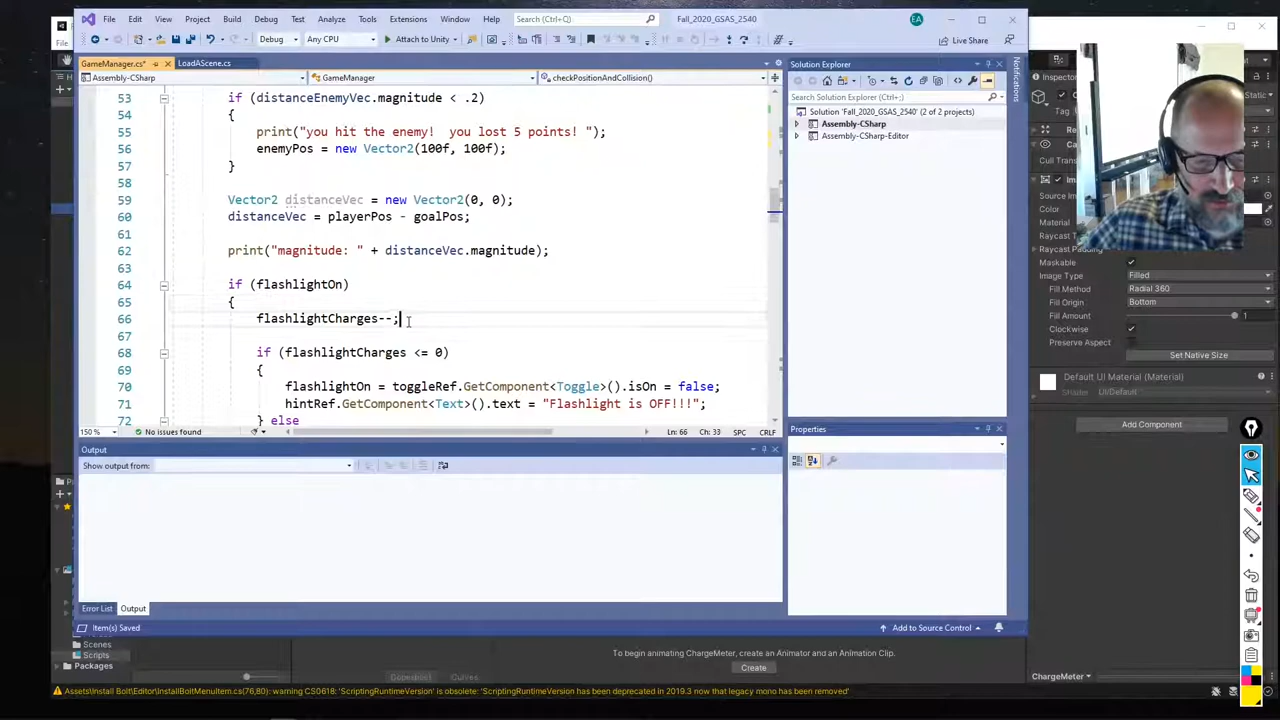 File Edit View Project Build Debug Test Analyze Tools Extensions Window Help Search (Ctrl+Q) Fall_2020_GSAS_2540 EA
Debug Any CPU Attach to Unity Live Share
GameManager.cs* LoadAScene.cs
Assembly-CSharp GameManager checkPositionAndCollision()
53 if (distanceEnemyVec.magnitude < .2)
54 {
55 print("you hit the enemy!  you lost 5 points! ");
56 enemyPos = new Vector2(100f, 100f);
57 }
58
59 Vector2 distanceVec = new Vector2(0, 0);
60 distanceVec = playerPos - goalPos;
61
62 print("magnitude: " + distanceVec.magnitude);
63
64 if (flashlightOn)
65 {
66 flashlightCharges--;
67
68 if (flashlightCharges <= 0)
69 {
70 flashlightOn = toggleRef.GetComponent<Toggle>().isOn = false;
71 hintRef.GetComponent<Text>().text = "Flashlight is OFF!!!";
72 } else
150 % No issues found Ln: 66 Ch: 33 SPC CRLF
Output
Show output from:
Error List Output
Item(s) Saved Add to Source Control
Solution Explorer
Search Solution Explorer (Ctrl+;)
Solution 'Fall_2020_GSAS_2540' (2 of 2 projects)
Assembly-CSharp
Assembly-CSharp-Editor
Properties
Notifications
File
Inspector
Tag
Cull Transp
Source Im
Color
Material
Raycast T
Raycast Padding
Maskable
Image Type Filled
Fill Method Radial 360
Fill Origin Bottom
Fill Amount 1
Clockwise
Preserve Aspect
Set Native Size
Default UI Material (Material)
Shader UI/Default
Add Component
Scenes
Scripts
Packages
To begin animating ChargeMeter, create an Animator and an Animation Clip.
Create
Dopesheet Curves
ChargeMeter
Assets\Install Bolt\Editor\InstallBoltMenuItem.cs(76,80): warning CS0618: 'ScriptingRuntimeVersion' is obsolete: 'ScriptingRuntimeVersion has been deprecated in 2019.3 now that legacy mono has been removed'